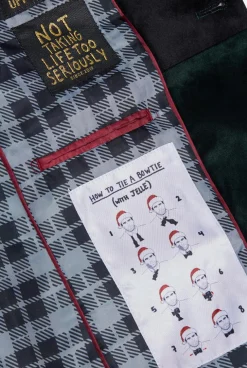 NOT
TAKING
LIFE TOO
SERIOUSLY
HOW TO TIE A BOWTIE
(WITH JELLE)
1 2
3 4
5 6
7 8